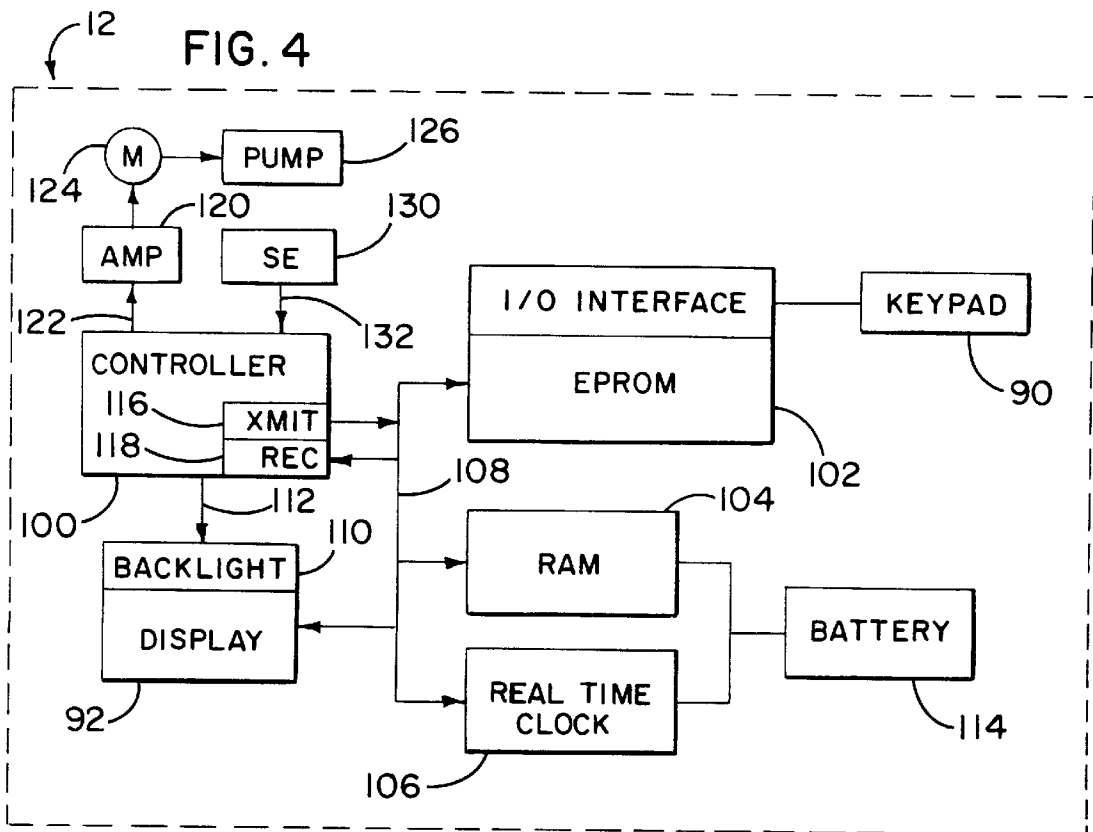 12
FIG. 4
124
M
PUMP
126
120
130
AMP
SE
122
132
I/O INTERFACE
KEYPAD
CONTROLLER
EPROM
90
116
XMIT
118
REC
102
108
104
100
112
110
BACKLIGHT
RAM
DISPLAY
BATTERY
92
REAL TIME
CLOCK
114
106